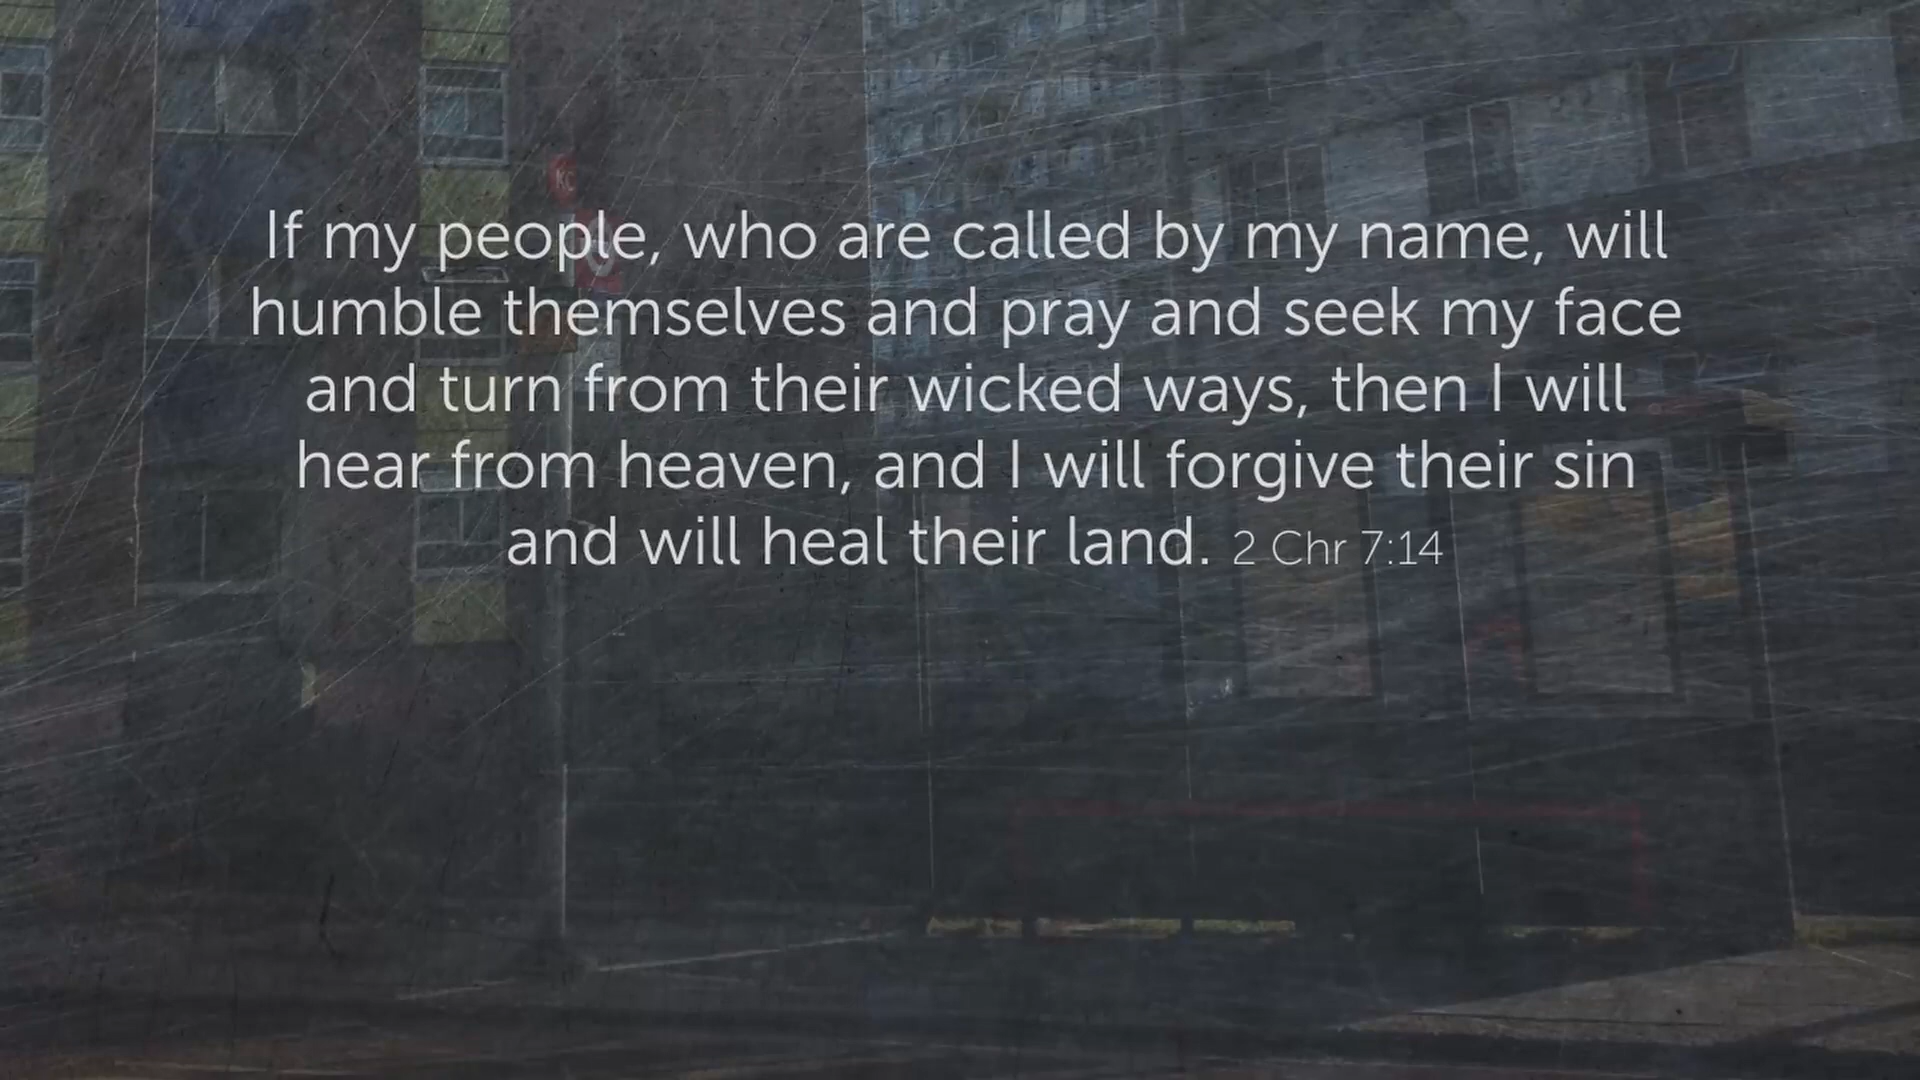 KC
If my people, who are called by my name, will
humble themselves and pray and seek my face
and turn from their wicked ways, then I will
hear from heaven, and I will forgive their sin
and will heal their land. 2 Chr 7:14